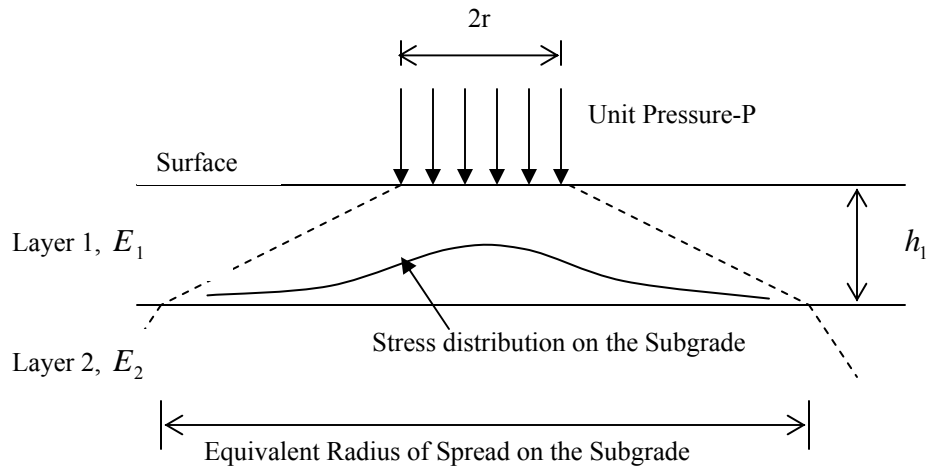 2r
Unit Pressure-P
Surface
Layer 1, E₁
h₁
Stress distribution on the Subgrade
Layer 2, E₂
Equivalent Radius of Spread on the Subgrade